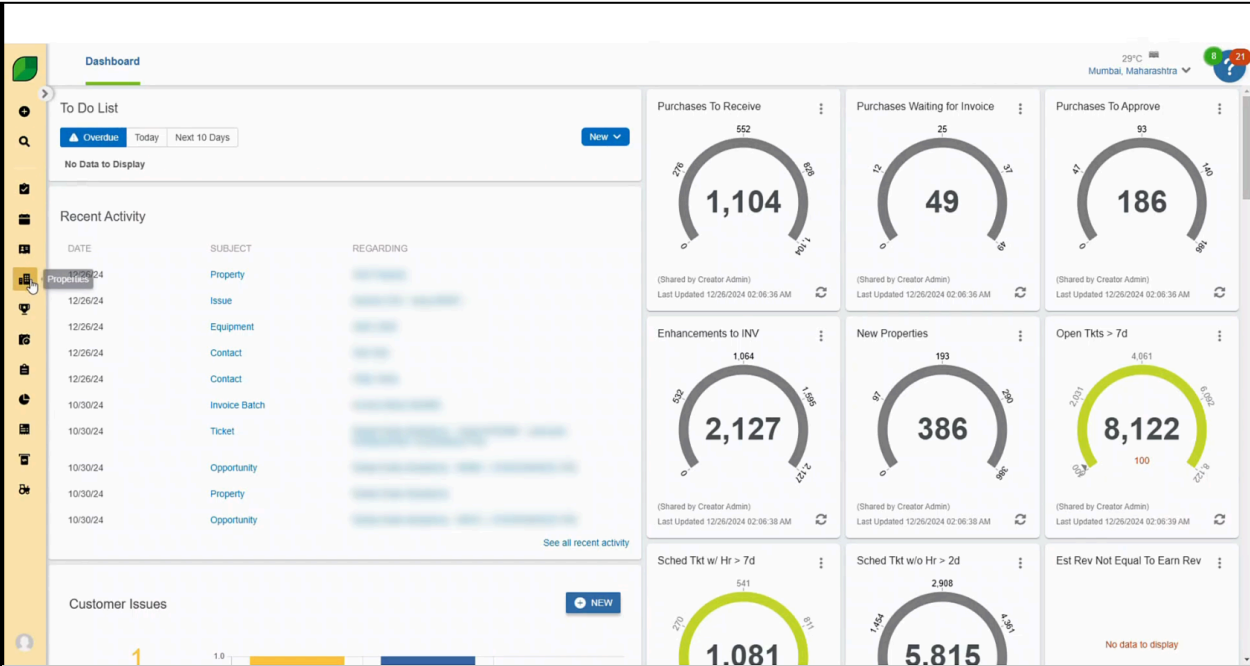 Dashboard
29°C
Mumbai, Maharashtra
8
21
?
Properties
To Do List
Overdue Today Next 10 Days
New
No Data to Display
Recent Activity
DATE SUBJECT REGARDING
12/26/24 Property
12/26/24 Issue
12/26/24 Equipment
12/26/24 Contact
12/26/24 Contact
10/30/24 Invoice Batch
10/30/24 Ticket
10/30/24 Opportunity
10/30/24 Property
10/30/24 Opportunity
See all recent activity
Customer Issues
NEW
1
1.0
Purchases To Receive
552
276 828
1,104
0 1,104
(Shared by Creator Admin)
Last Updated 12/26/2024 02:06:36 AM
Purchases Waiting for Invoice
25
12 37
49
0 49
(Shared by Creator Admin)
Last Updated 12/26/2024 02:06:36 AM
Purchases To Approve
93
47 140
186
0 186
(Shared by Creator Admin)
Last Updated 12/26/2024 02:06:36 AM
Enhancements to INV
1,064
532 1,595
2,127
0 2,127
(Shared by Creator Admin)
Last Updated 12/26/2024 02:06:38 AM
New Properties
193
97 290
386
0 386
(Shared by Creator Admin)
Last Updated 12/26/2024 02:06:38 AM
Open Tkts > 7d
4,061
2,031 6,092
8,122
100
8,122
(Shared by Creator Admin)
Last Updated 12/26/2024 02:06:39 AM
Sched Tkt w/ Hr > 7d
541
270 811
1,081
Sched Tkt w/o Hr > 2d
2,908
1,454 4,361
5,815
Est Rev Not Equal To Earn Rev
No data to display